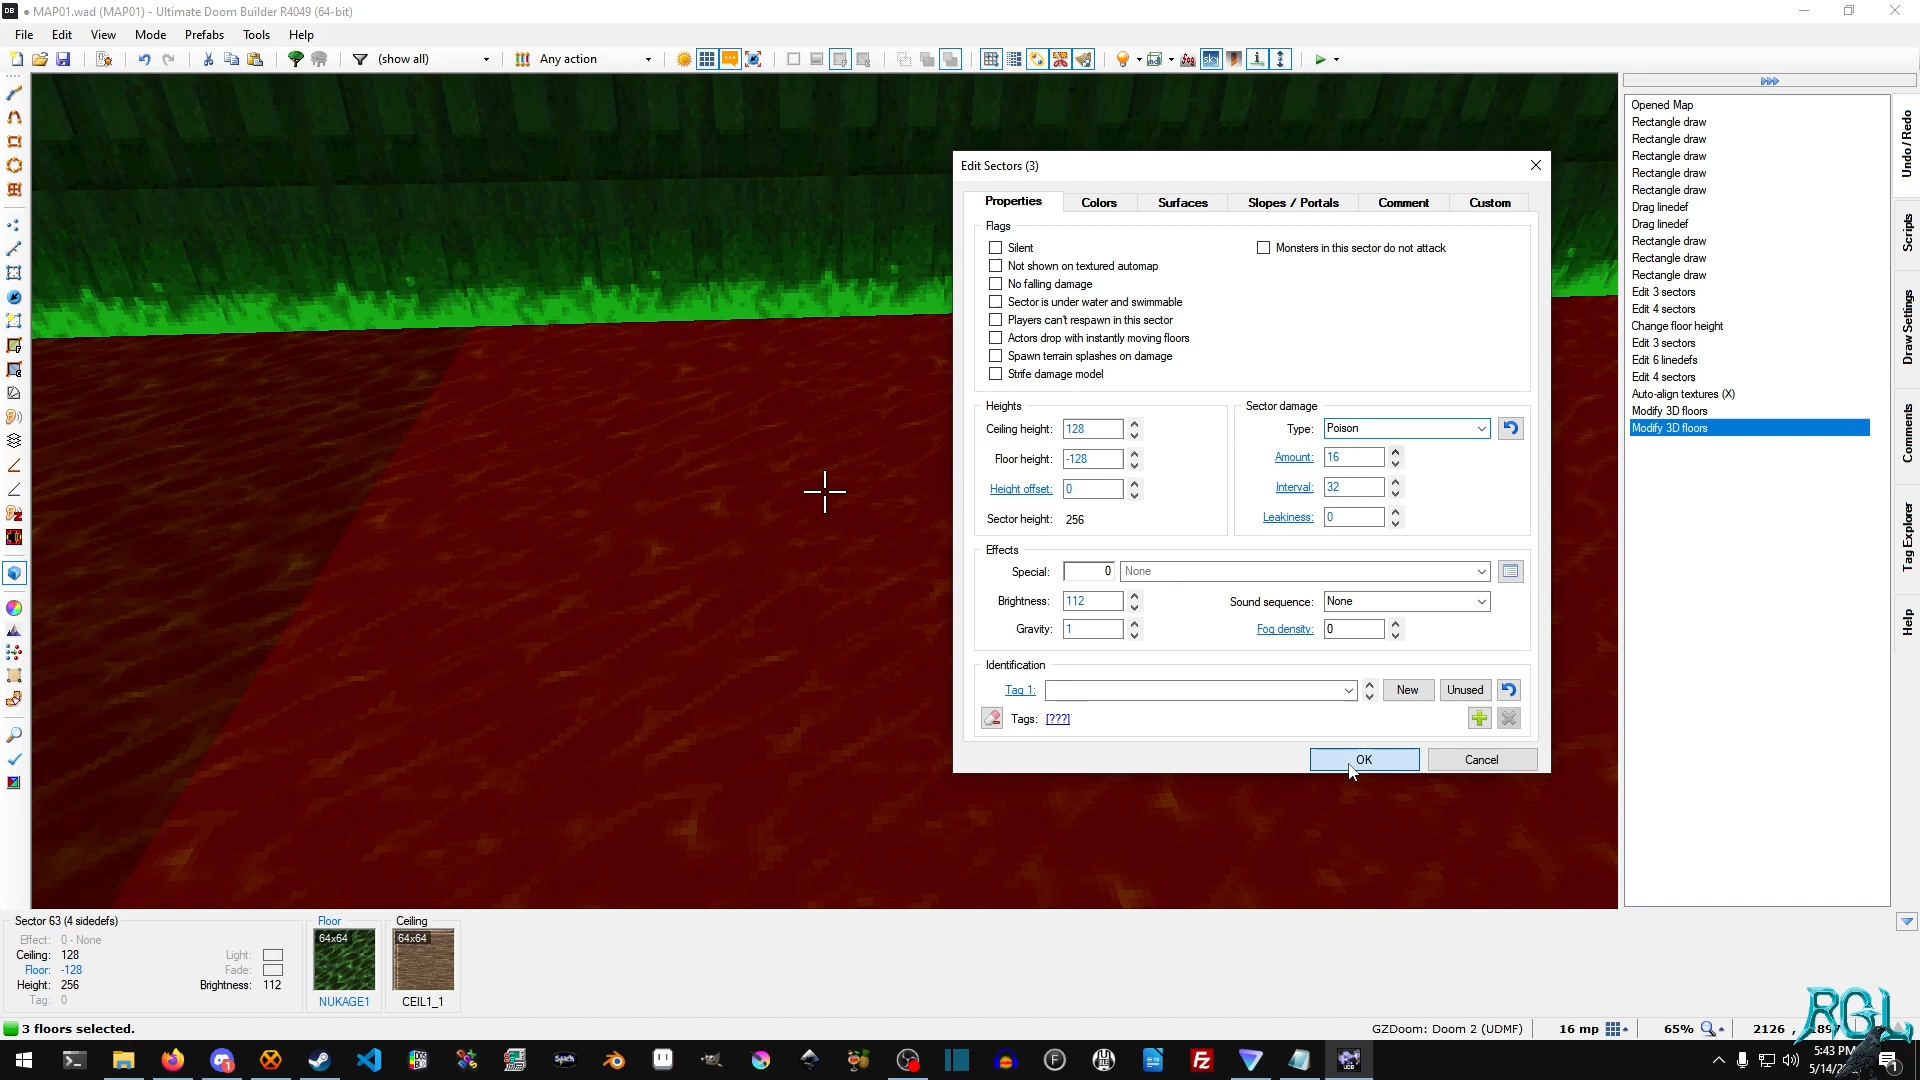 MAP01.wad (MAP01) - Ultimate Doom Builder R4049 (64-bit)
File Edit View Mode Prefabs Tools Help
(show all)
Any action
Edit Sectors (3)
Properties Colors Surfaces Slopes / Portals Comment Custom
Flags
Silent
Monsters in this sector do not attack
Not shown on textured automap
No falling damage
Sector is under water and swimmable
Players can't respawn in this sector
Actors drop with instantly moving floors
Spawn terrain splashes on damage
Strife damage model
Heights
Ceiling height: 128
Floor height: -128
Height offset: 0
Sector height: 256
Sector damage
Type: Poison
Amount: 16
Interval: 32
Leakiness: 0
Effects
Special: 0 None
Brightness: 112
Sound sequence: None
Gravity: 1
Fog density: 0
Identification
Tag 1:
New Unused
Tags: [???]
OK Cancel
Opened Map
Rectangle draw
Rectangle draw
Rectangle draw
Rectangle draw
Rectangle draw
Drag linedef
Drag linedef
Rectangle draw
Rectangle draw
Rectangle draw
Edit 3 sectors
Edit 4 sectors
Change floor height
Edit 3 sectors
Edit 6 linedefs
Edit 4 sectors
Auto-align textures (X)
Modify 3D floors
Modify 3D floors
Undo / Redo
Scripts
Draw Settings
Comments
Tag Explorer
Help
Sector 63 (4 sidedefs)
Effect: 0 - None
Ceiling: 128
Light:
Floor: -128
Fade:
Height: 256
Brightness: 112
Tag: 0
Floor
64x64
NUKAGE1
Ceiling
64x64
CEIL1_1
3 floors selected.
GZDoom: Doom 2 (UDMF)
16 mp
65%
2126 ,
RGL
5:43 PM